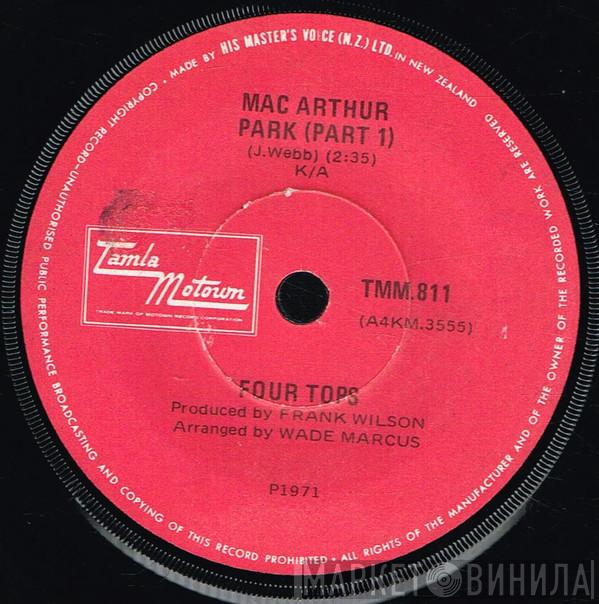 • MADE BY HIS MASTER'S VOICE (N.Z.) LTD. IN NEW ZEALAND
COPYRIGHT RECORD—UNAUTHORISED PUBLIC PERFORMANCE BROADCASTING AND COPYING OF THIS RECORD PROHIBITED • ALL RIGHTS OF THE MANUFACTURER AND OF THE OWNER OF THE RECORDED WORK ARE RESERVED
MAC ARTHUR
PARK (PART 1)
(J.Webb) (2:35)
K/A
Tamla
Motown
TRADE MARK OF MOTOWN RECORD CORPORATION
TMM.811
(A4KM.3555)
FOUR TOPS
Produced by FRANK WILSON
Arranged by WADE MARCUS
P1971
МАРКЕТ ВИНИЛА